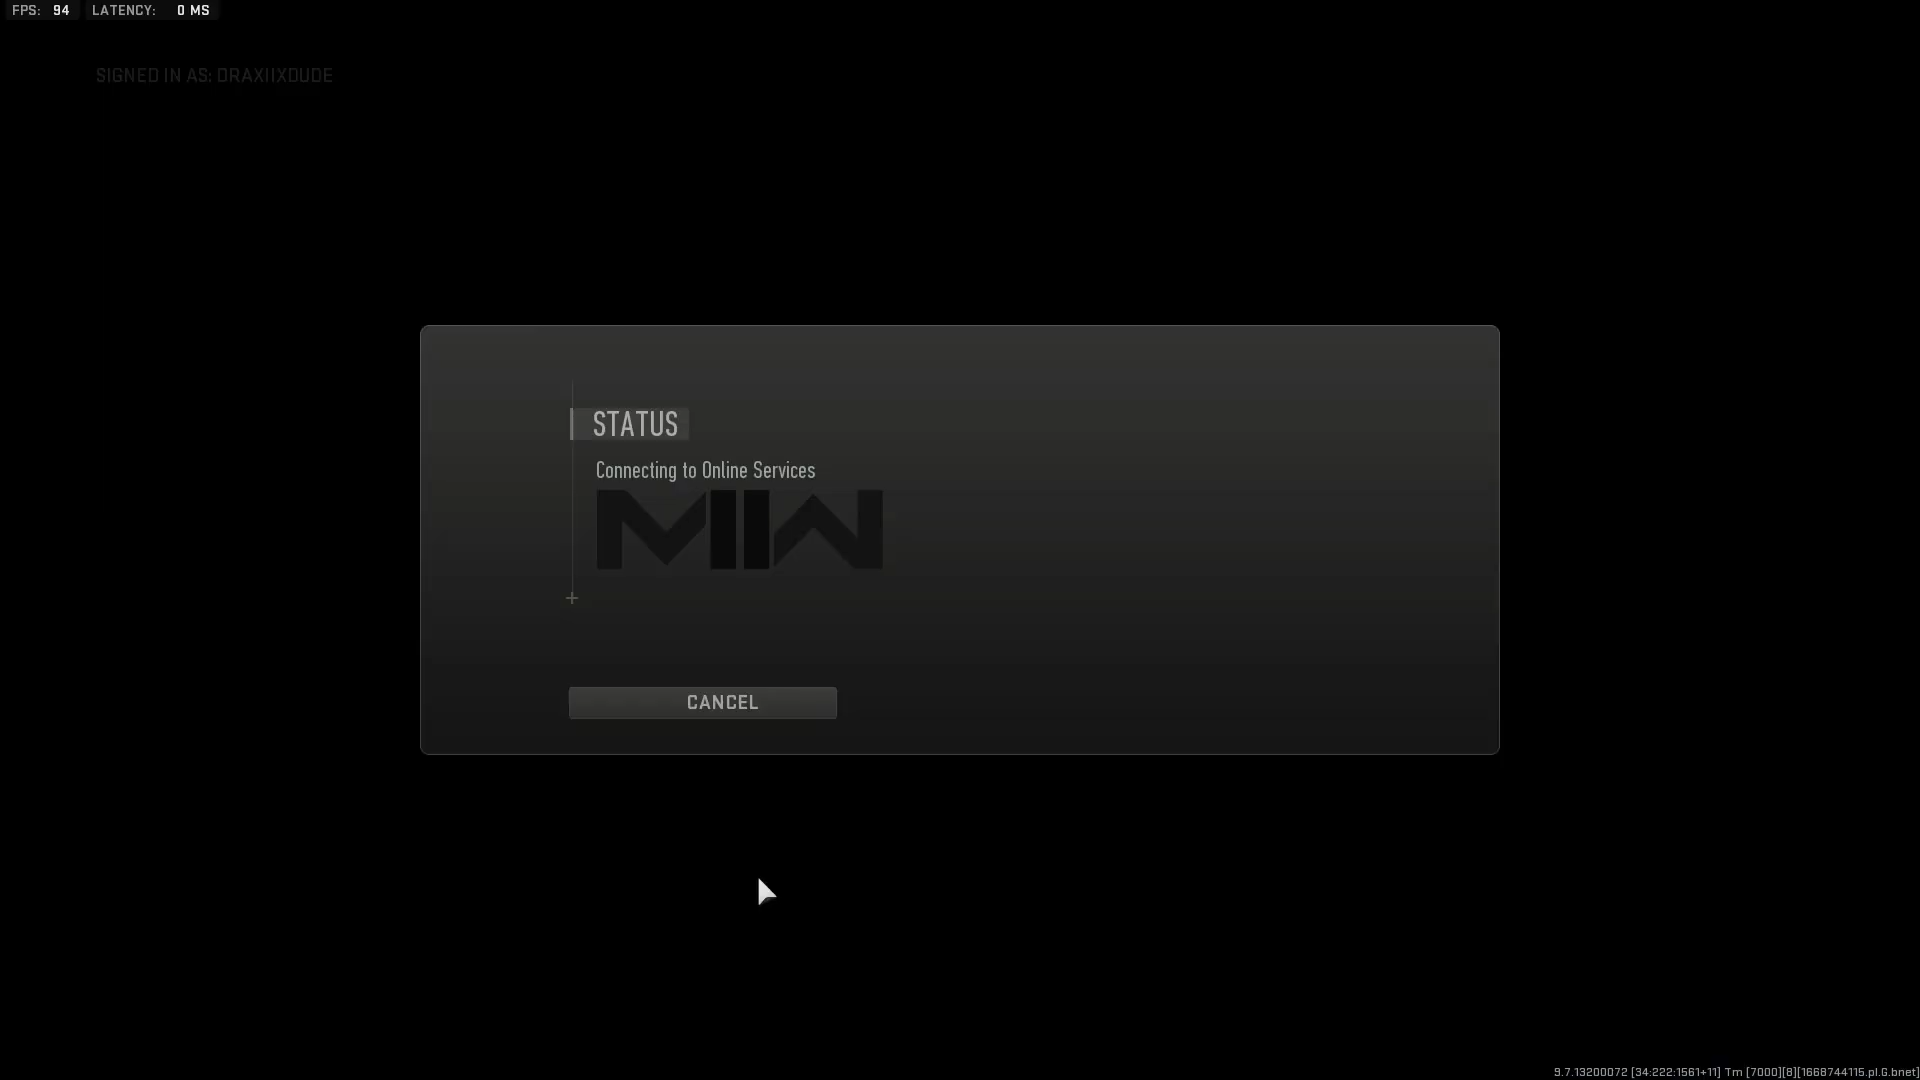 FPS: 94 LATENCY: 0 MS
SIGNED IN AS: DRAXIIXDUDE
STATUS
Connecting to Online Services
MIIW
CANCEL
9.7.13200072 [34:222:1561+11] Tm [7000][8][1668744115.pl.G.bnet]